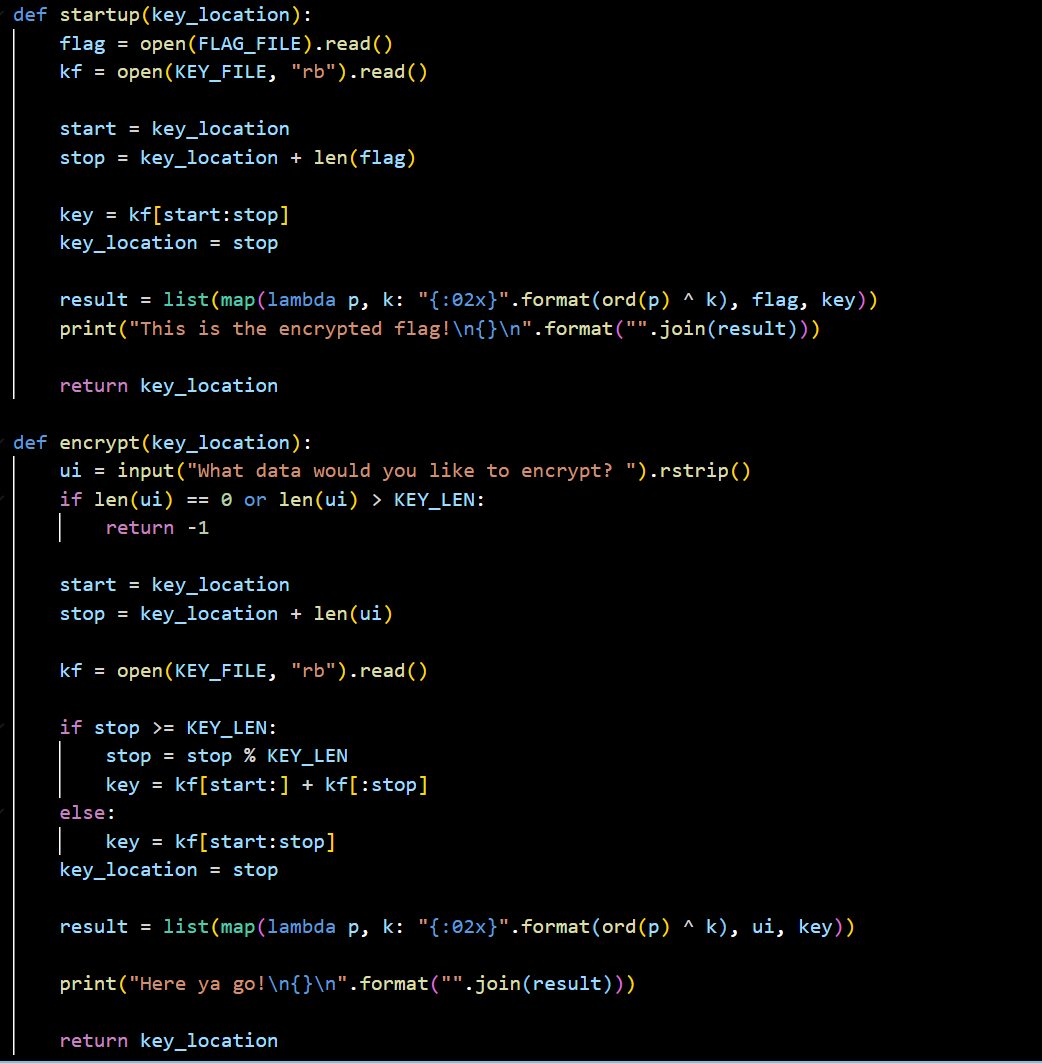 def startup(key_location):
    flag = open(FLAG_FILE).read()
    kf = open(KEY_FILE, "rb").read()

    start = key_location
    stop = key_location + len(flag)

    key = kf[start:stop]
    key_location = stop

    result = list(map(lambda p, k: "{:02x}".format(ord(p) ^ k), flag, key))
    print("This is the encrypted flag!\n{}\n".format("".join(result)))

    return key_location

def encrypt(key_location):
    ui = input("What data would you like to encrypt? ").rstrip()
    if len(ui) == 0 or len(ui) > KEY_LEN:
        return -1

    start = key_location
    stop = key_location + len(ui)

    kf = open(KEY_FILE, "rb").read()

    if stop >= KEY_LEN:
        stop = stop % KEY_LEN
        key = kf[start:] + kf[:stop]
    else:
        key = kf[start:stop]
    key_location = stop

    result = list(map(lambda p, k: "{:02x}".format(ord(p) ^ k), ui, key))

    print("Here ya go!\n{}\n".format("".join(result)))

    return key_location